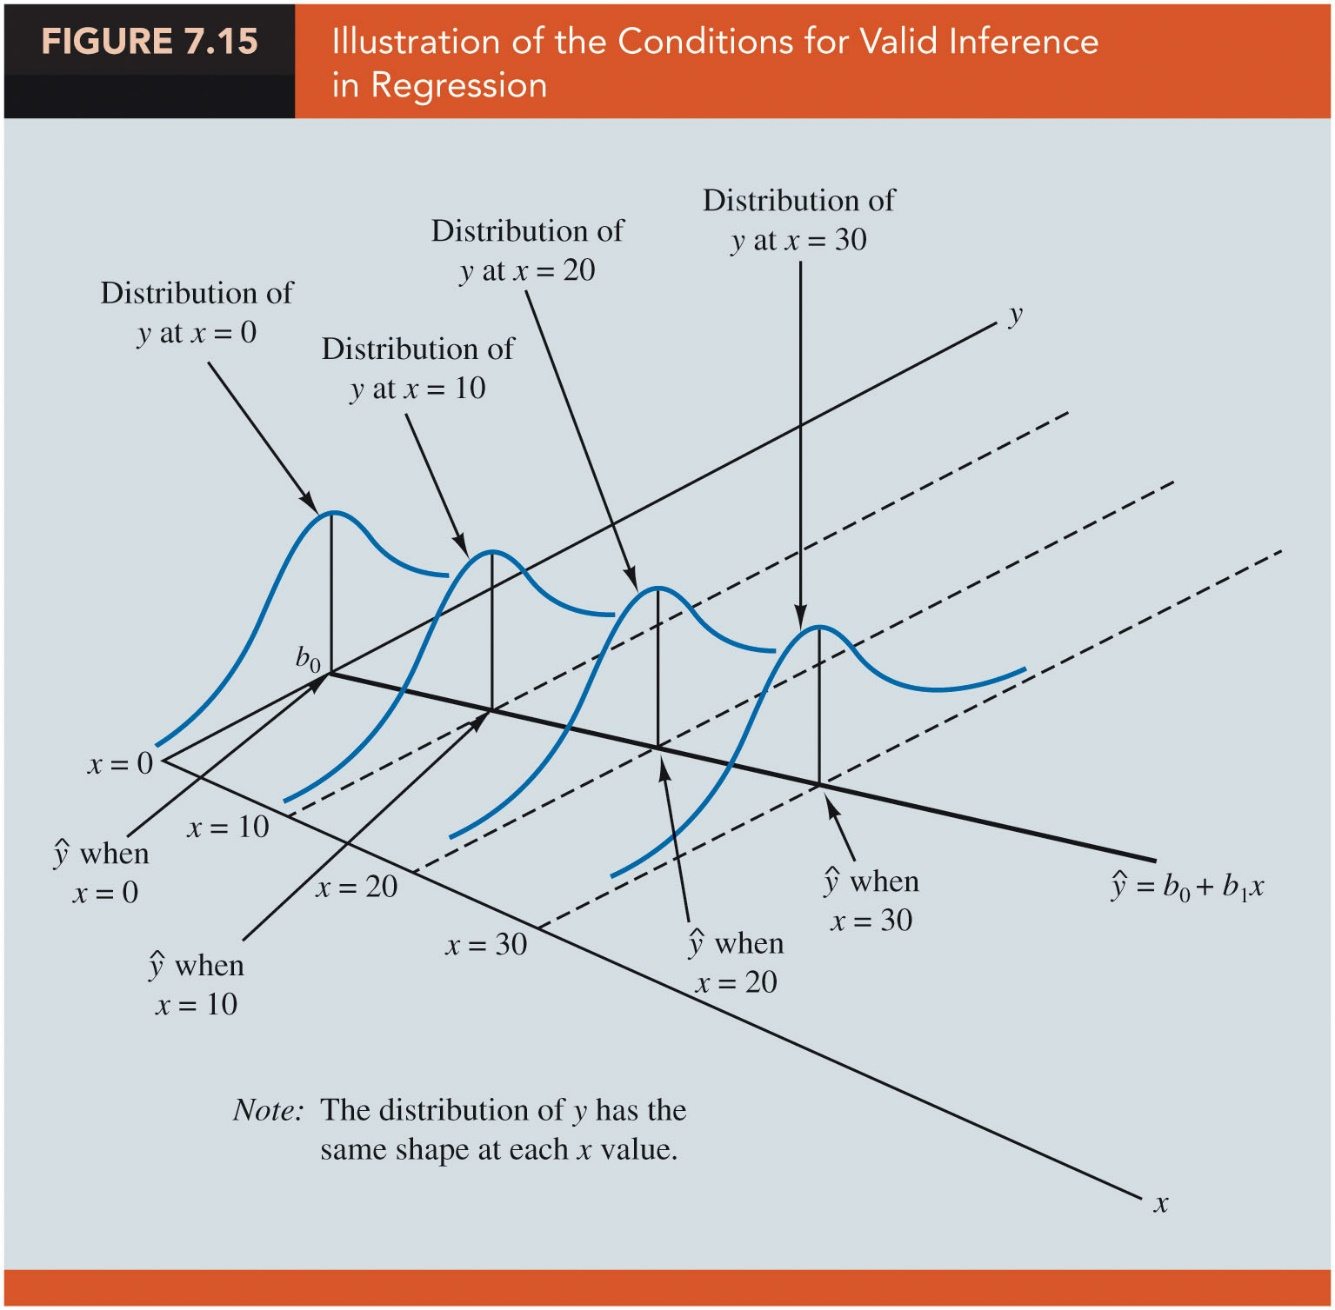 FIGURE 7.15
Illustration of the Conditions for Valid Inference
in Regression
Distribution of
y at x = 30
Distribution of
y at x = 20
Distribution of
y at x = 0
Distribution of
y at x = 10
y
b₀
x = 0
x = 10
x = 20
x = 30
ŷ when
x = 0
ŷ when
x = 10
ŷ when
x = 20
ŷ when
x = 30
ŷ = b₀ + b₁x
Note: The distribution of y has the
same shape at each x value.
x